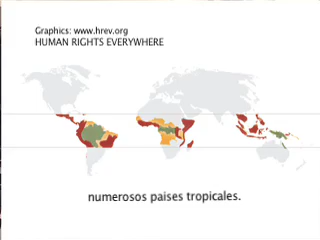 Graphics: www.hrev.org
HUMAN RIGHTS EVERYWHERE
numerosos paises tropicales.